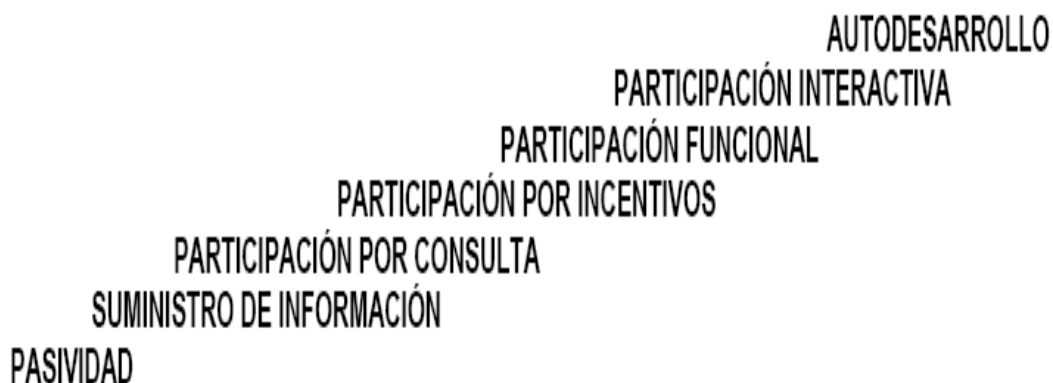 AUTODESARROLLO
PARTICIPACIÓN INTERACTIVA
PARTICIPACIÓN FUNCIONAL
PARTICIPACIÓN POR INCENTIVOS
PARTICIPACIÓN POR CONSULTA
SUMINISTRO DE INFORMACIÓN
PASIVIDAD